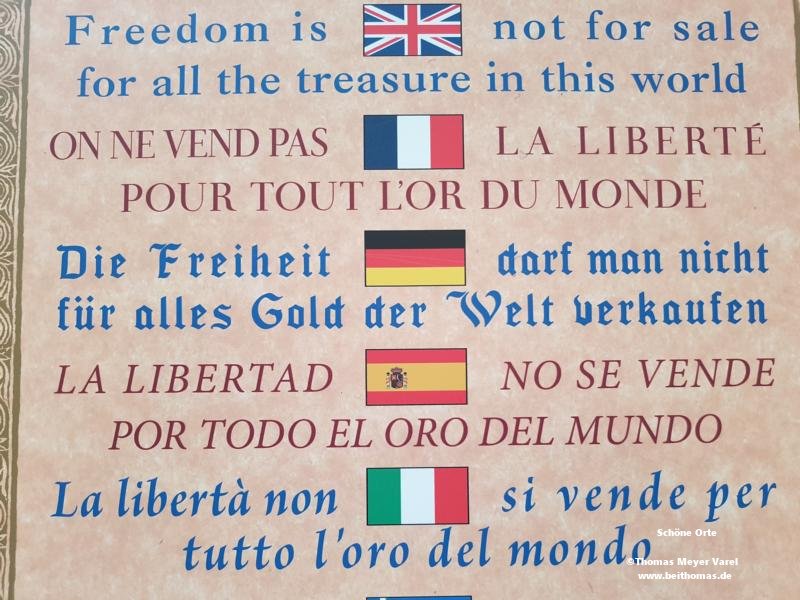 Freedom is not for sale
for all the treasure in this world
ON NE VEND PAS LA LIBERTÉ
POUR TOUT L'OR DU MONDE
Die Freiheit darf man nicht
für alles Gold der Welt verkaufen
LA LIBERTAD NO SE VENDE
POR TODO EL ORO DEL MUNDO
La libertà non si vende per
tutto l'oro del mondo
Schöne Orte
©Thomas Meyer Varel
www.beithomas.de